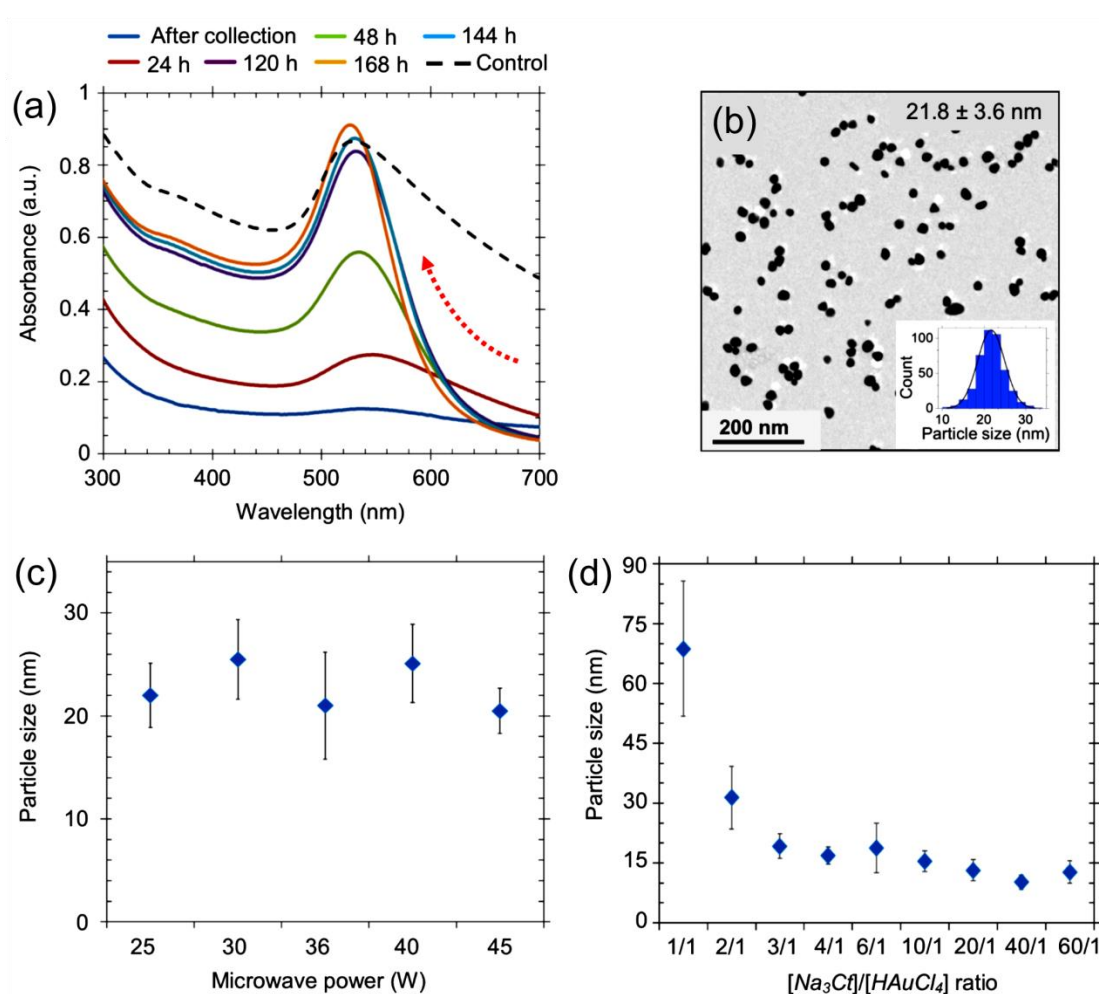 After collection 48 h 144 h
24 h 120 h 168 h Control
(a)
1
0.8
0.6
0.4
0.2
0
Absorbance (a.u.)
300 400 500 600 700
Wavelength (nm)
(b)
21.8 ± 3.6 nm
200 nm
100
50
0
Count
10 20 30
Particle size (nm)
(c)
30
20
10
0
Particle size (nm)
25 30 36 40 45
Microwave power (W)
(d)
90
75
60
45
30
15
0
Particle size (nm)
1/1 2/1 3/1 4/1 6/1 10/1 20/1 40/1 60/1
[Na₃Ct]/[HAuCl₄] ratio